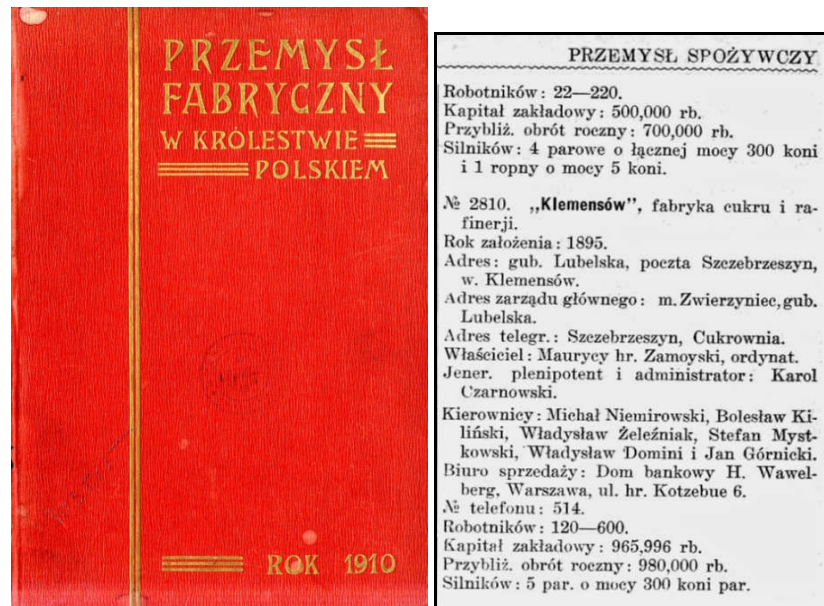 PRZEMYSŁ
FABRYCZNY
W KRÓLESTWIE
POLSKIEM
ROK 1910
PRZEMYSŁ SPOŻYWCZY
Robotników: 22—220.
Kapitał zakładowy: 500,000 rb.
Przybliż. obrót roczny: 700,000 rb.
Silników: 4 parowe o łącznej mocy 300 koni
i 1 ropny o mocy 5 koni.
№ 2810. „Klemensów”, fabryka cukru i ra-
finerji.
Rok założenia: 1895.
Adres: gub. Lubelska, poczta Szczebrzeszyn,
w. Klemensów.
Adres zarządu głównego: m. Zwierzyniec, gub.
Lubelska.
Adres telegr.: Szczebrzeszyn, Cukrownia.
Właściciel: Maurycy hr. Zamoyski, ordynat.
Jener. plenipotent i administrator: Karol
Czarnowski.
Kierownicy: Michał Niemirowski, Bolesław Ki-
liński, Władysław Żeleźniak, Stefan Myst-
kowski, Władysław Domini i Jan Górnicki.
Biuro sprzedaży: Dom bankowy H. Wawel-
berg, Warszawa, ul. hr. Kotzebue 6.
№ telefonu: 514.
Robotników: 120—600.
Kapitał zakładowy: 965,996 rb.
Przybliż. obrót roczny: 980,000 rb.
Silników: 5 par. o mocy 300 koni par.